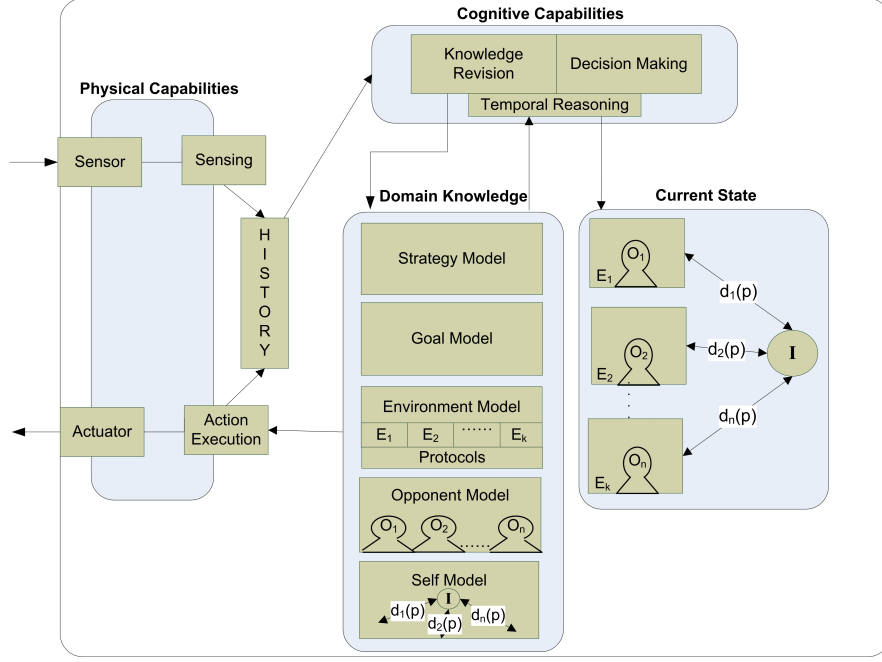 Cognitive Capabilities
Knowledge
Revision
Decision Making
Temporal Reasoning
Physical Capabilities
Sensor
Sensing
H
I
S
T
O
R
Y
Actuator
Action
Execution
Domain Knowledge
Strategy Model
Goal Model
Environment Model
E1 E2 ...... Ek
Protocols
Opponent Model
O1 O2 ...... On
Self Model
I
d1(p) d2(p) dn(p)
Current State
O1
E1
d1(p)
O2
E2
d2(p)
I
. . .
dn(p)
On
Ek